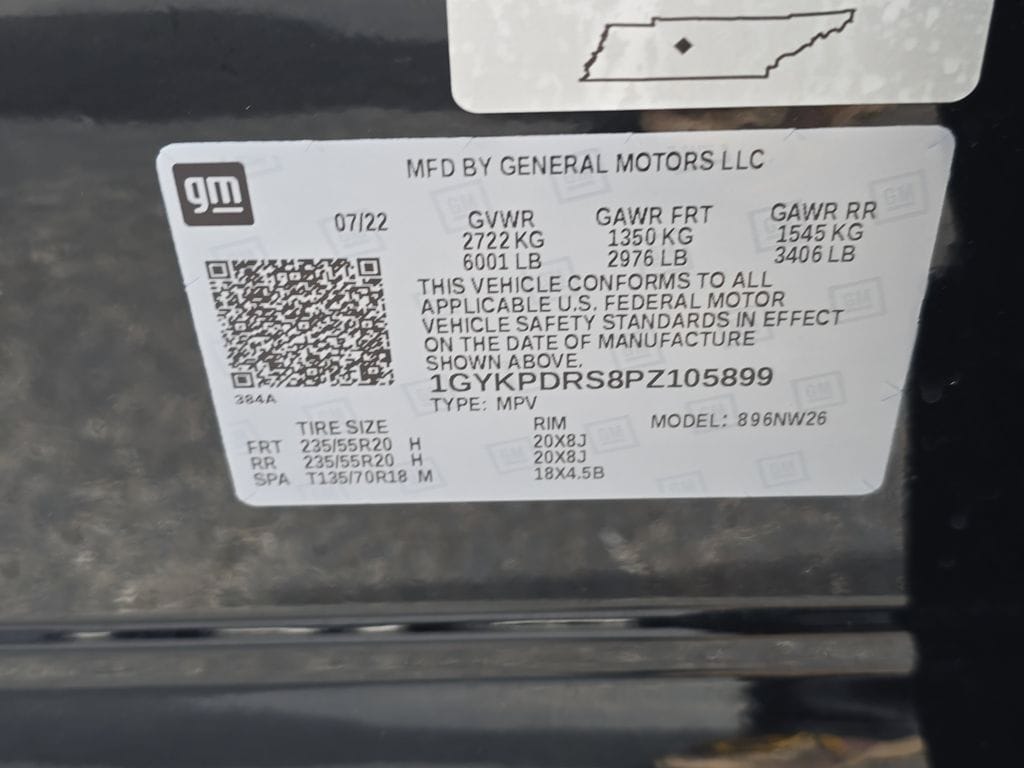 gm
MFD BY GENERAL MOTORS LLC
07/22
GVWR GAWR FRT GAWR RR
2722 KG 1350 KG 1545 KG
6001 LB 2976 LB 3406 LB
THIS VEHICLE CONFORMS TO ALL
APPLICABLE U.S. FEDERAL MOTOR
VEHICLE SAFETY STANDARDS IN EFFECT
ON THE DATE OF MANUFACTURE
SHOWN ABOVE.
1GYKPDRS8PZ105899
384A
TYPE: MPV
TIRE SIZE RIM MODEL: 896NW26
FRT 235/55R20 H 20X8J
RR 235/55R20 H 20X8J
SPA T135/70R18 M 18X4.5B